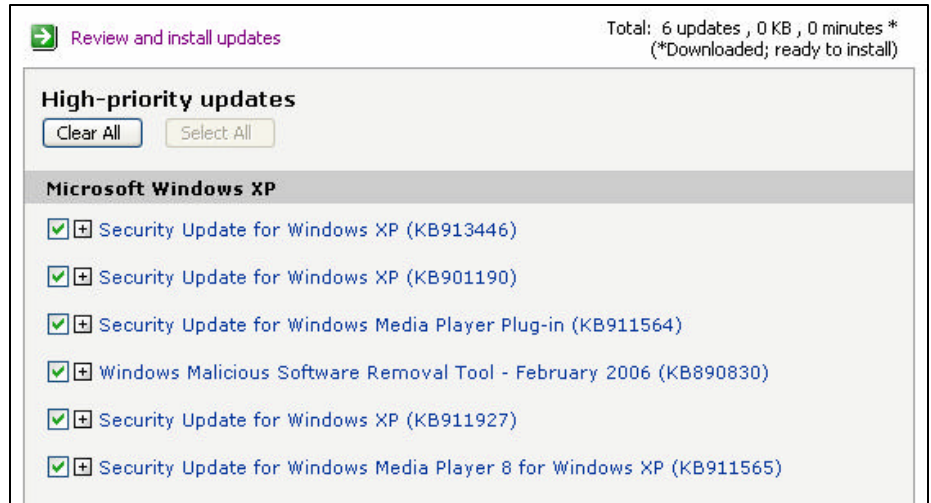 Review and install updates
Total: 6 updates , 0 KB , 0 minutes *
(*Downloaded; ready to install)
High-priority updates
Clear All
Select All
Microsoft Windows XP
Security Update for Windows XP (KB913446)
Security Update for Windows XP (KB901190)
Security Update for Windows Media Player Plug-in (KB911564)
Windows Malicious Software Removal Tool - February 2006 (KB890830)
Security Update for Windows XP (KB911927)
Security Update for Windows Media Player 8 for Windows XP (KB911565)